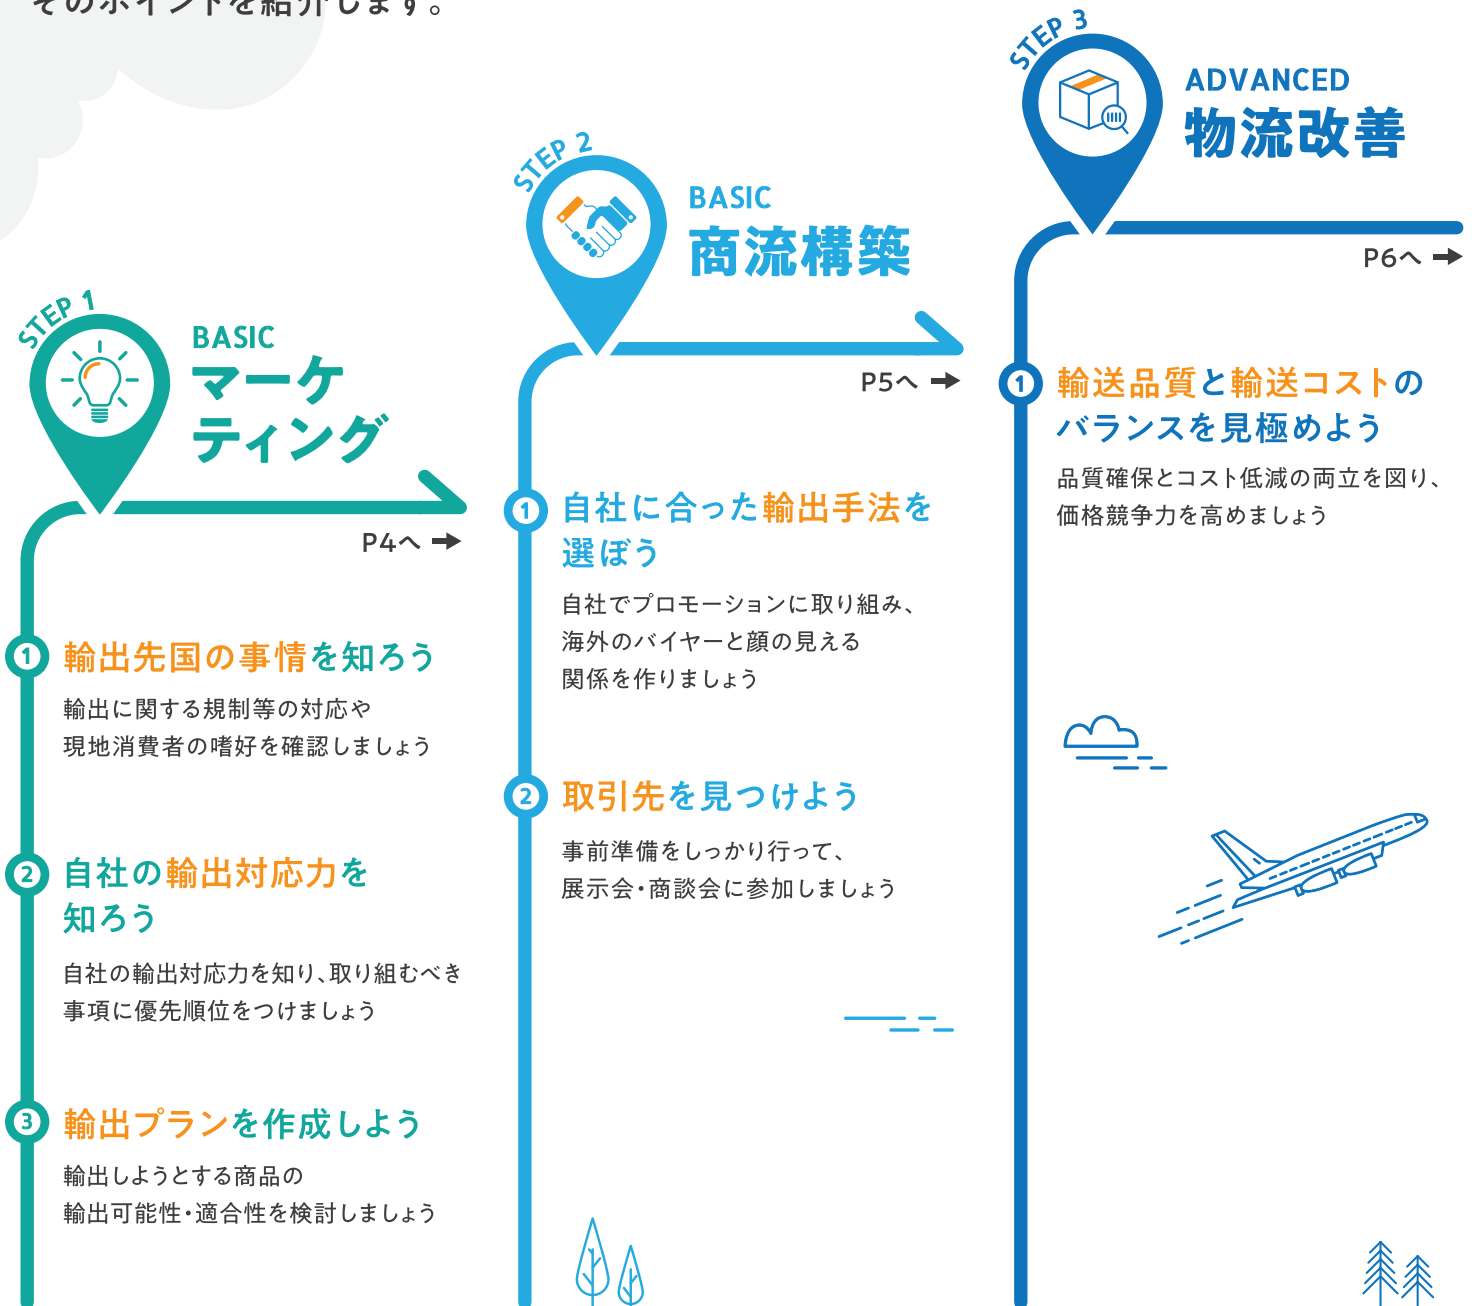 そのポイントを紹介します。
STEP 1
BASIC
マーケ
ティング
P4へ
1
輸出先国の事情を知ろう
輸出に関する規制等の対応や
現地消費者の嗜好を確認しましょう
2
自社の輸出対応力を
知ろう
自社の輸出対応力を知り、取り組むべき
事項に優先順位をつけましょう
3
輸出プランを作成しよう
輸出しようとする商品の
輸出可能性・適合性を検討しましょう
STEP 2
BASIC
商流構築
P5へ
1
自社に合った輸出手法を
選ぼう
自社でプロモーションに取り組み、
海外のバイヤーと顔の見える
関係を作りましょう
2
取引先を見つけよう
事前準備をしっかり行って、
展示会・商談会に参加しましょう
STEP 3
ADVANCED
物流改善
P6へ
1
輸送品質と輸送コストの
バランスを見極めよう
品質確保とコスト低減の両立を図り、
価格競争力を高めましょう